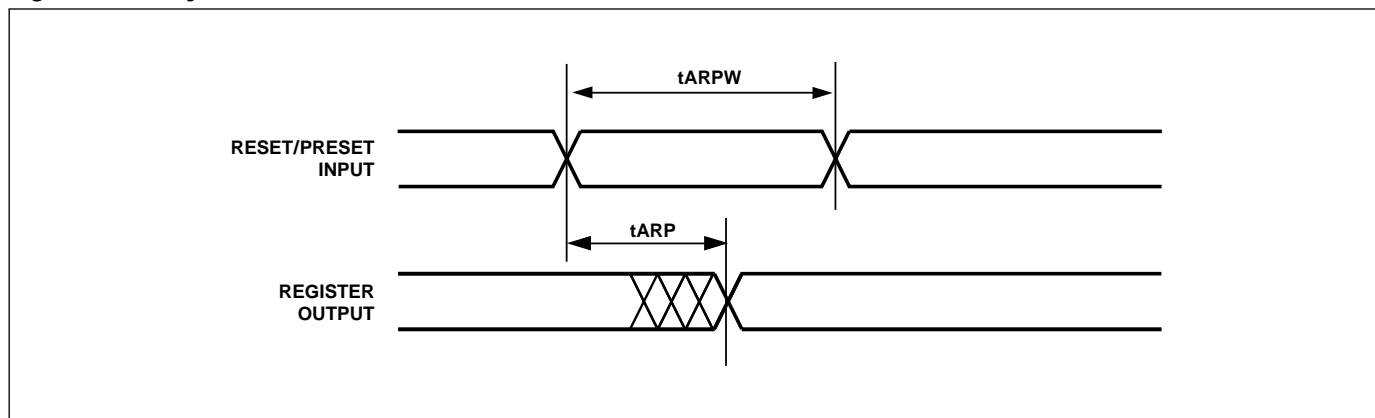 tARPW
RESET/PRESET
INPUT
tARP
REGISTER
OUTPUT